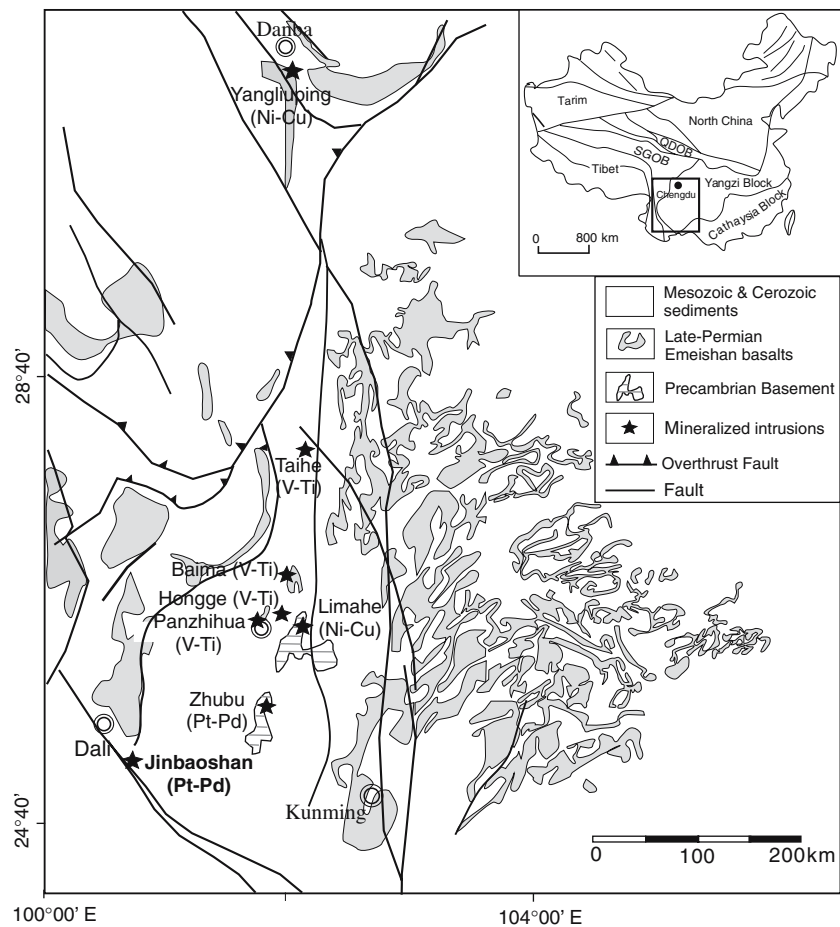 Danba
Yangliuping
(Ni-Cu)
Tarim
North China
QDOB
SGOB
Tibet
Yangzi Block
Chengdu
Cathaysia Block
0 800 km
Mesozoic & Cerozoic
sediments
Late-Permian
Emeishan basalts
Precambrian Basement
Mineralized intrusions
Overthrust Fault
Fault
28°40'
Taihe
(V-Ti)
Baima (V-Ti)
Hongge (V-Ti)
Panzhihua
(V-Ti)
Limahe
(Ni-Cu)
Zhubu
(Pt-Pd)
Dali
Jinbaoshan
(Pt-Pd)
Kunming
24°40'
0 100 200km
100°00' E
104°00' E